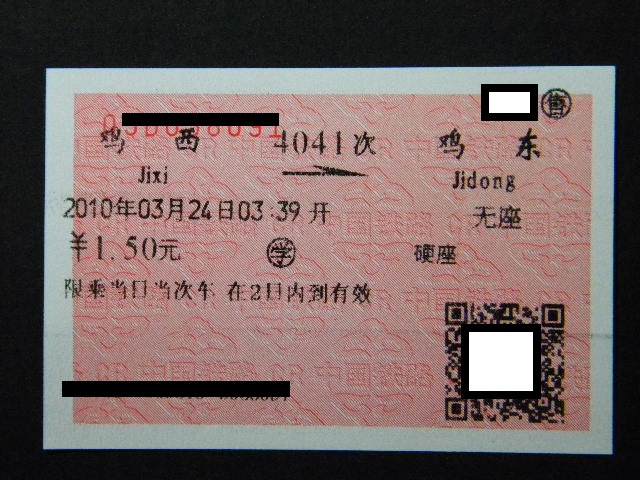 售
鸡 西 4041次 鸡 东
Jixi Jidong
2010年03月24日03:39开 无座
￥1.50元 学 硬座
限乘当日当次车 在2日内到有效